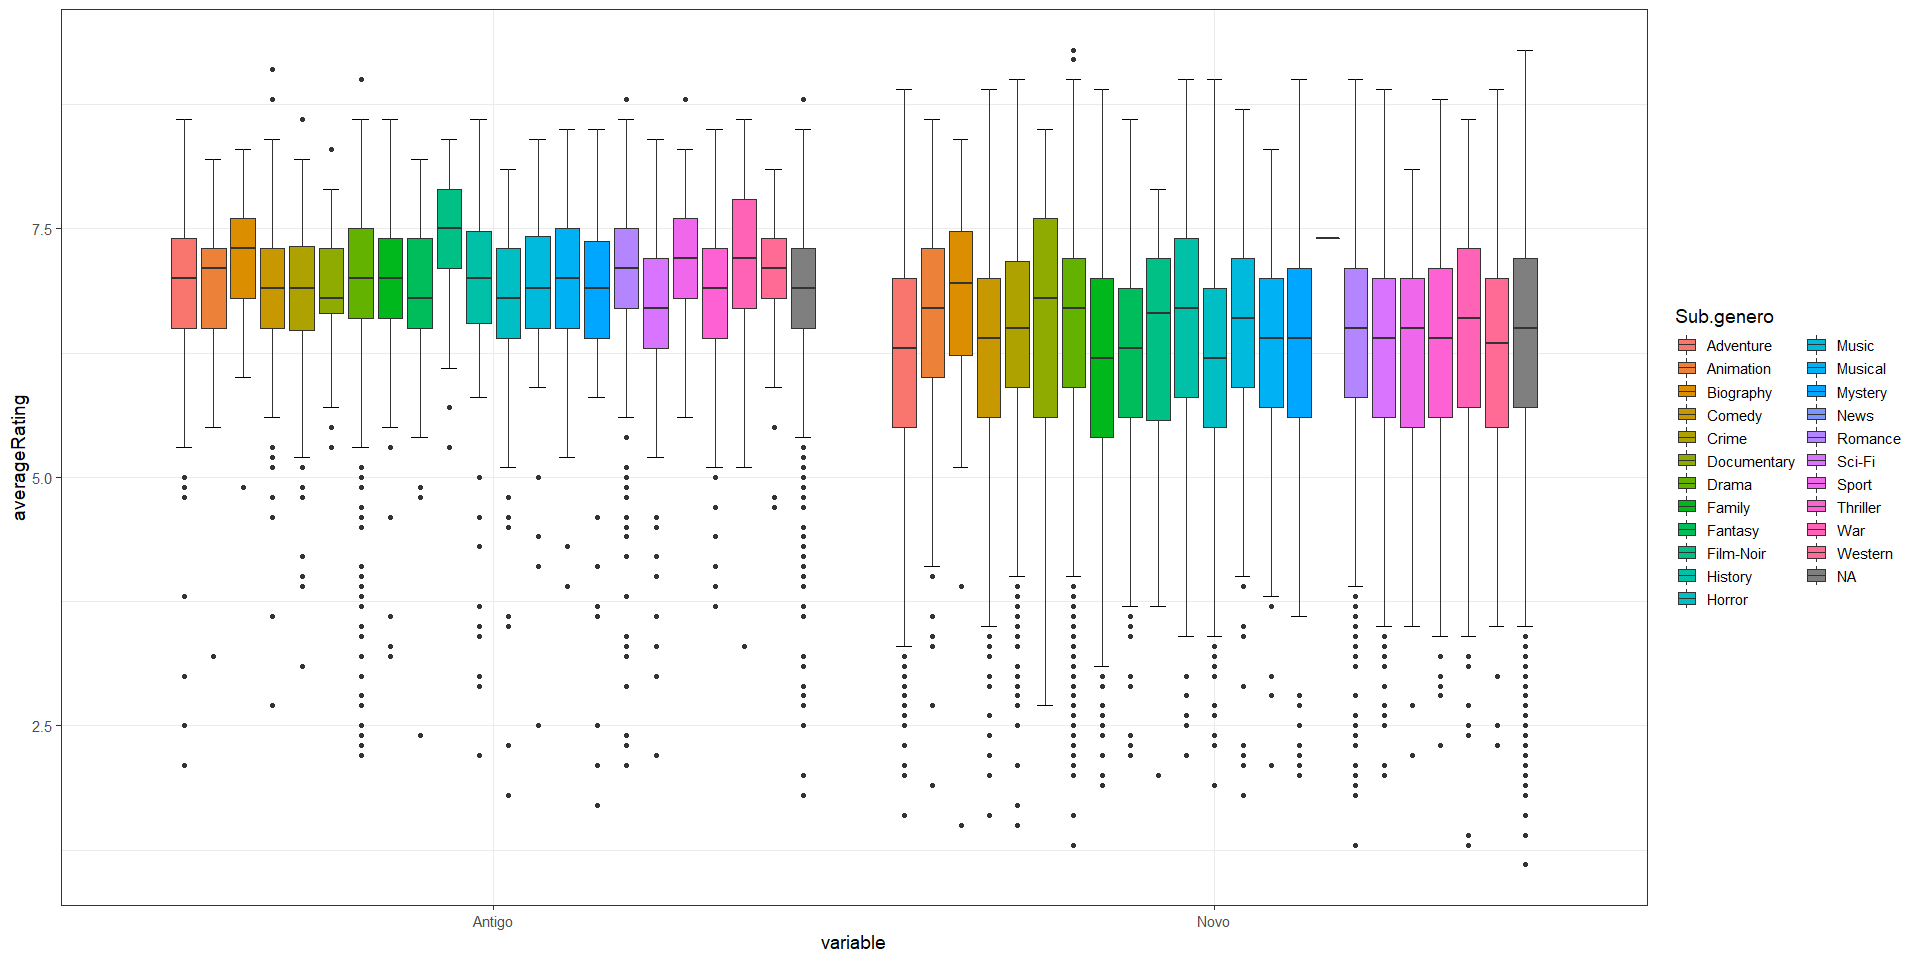 averageRating
7.5
5.0
2.5
Antigo
Novo
variable
Sub.genero
Adventure
Animation
Biography
Comedy
Crime
Documentary
Drama
Family
Fantasy
Film-Noir
History
Horror
Music
Musical
Mystery
News
Romance
Sci-Fi
Sport
Thriller
War
Western
NA